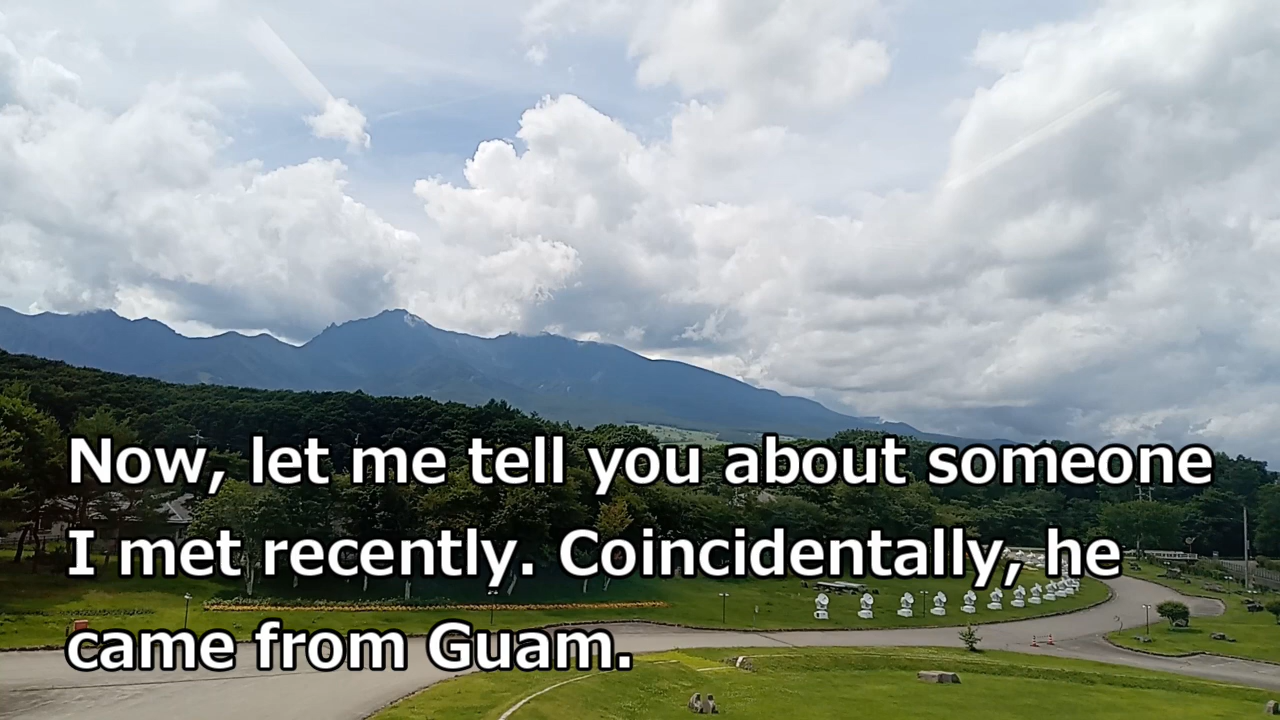 Now, let me tell you about someone
I met recently. Coincidentally, he
came from Guam.